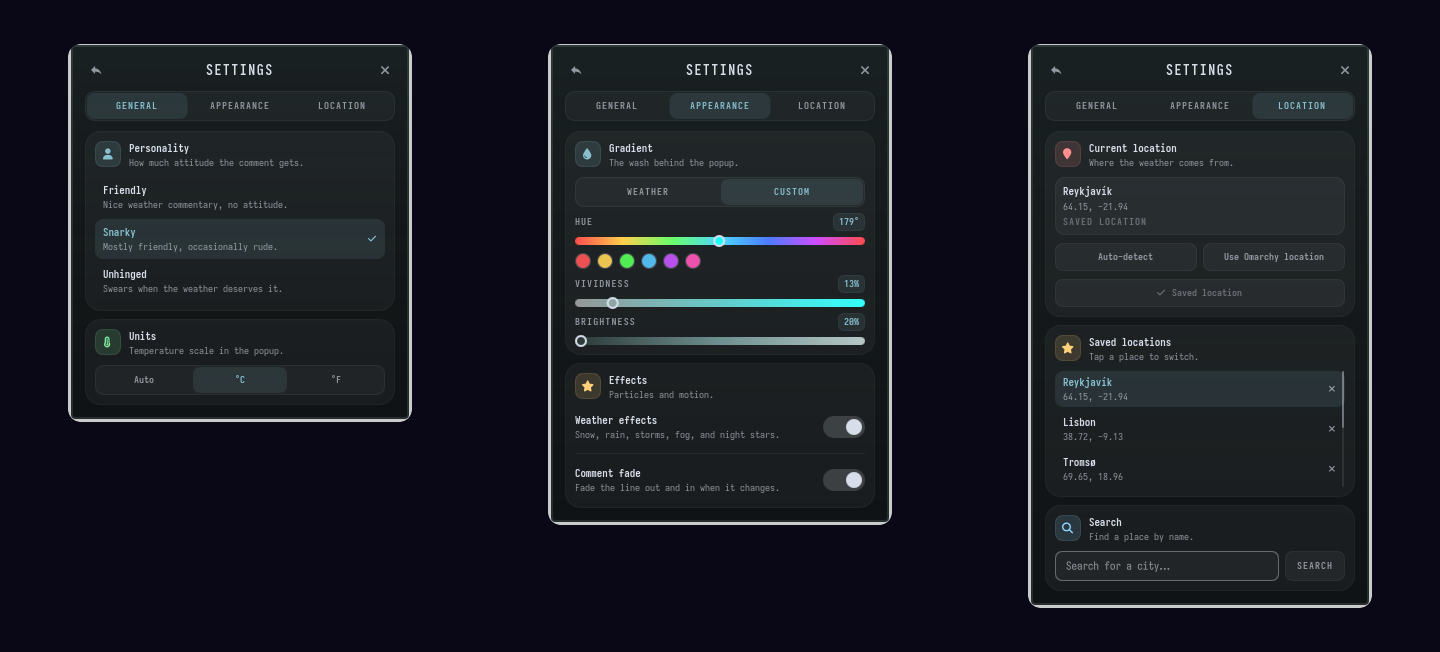 SETTINGS
GENERAL APPEARANCE LOCATION
Personality
How much attitude the comment gets.
Friendly
Nice weather commentary, no attitude.
Snarky
Mostly friendly, occasionally rude.
Unhinged
Swears when the weather deserves it.
Units
Temperature scale in the popup.
Auto °C °F
SETTINGS
GENERAL APPEARANCE LOCATION
Gradient
The wash behind the popup.
WEATHER CUSTOM
HUE 179°
VIVIDNESS 13%
BRIGHTNESS 20%
Effects
Particles and motion.
Weather effects
Snow, rain, storms, fog, and night stars.
Comment fade
Fade the line out and in when it changes.
SETTINGS
GENERAL APPEARANCE LOCATION
Current location
Where the weather comes from.
Reykjavik
64.15, -21.94
SAVED LOCATION
Auto-detect Use Omarchy location
Saved location
Saved locations
Tap a place to switch.
Reykjavik
64.15, -21.94
Lisbon
38.72, -9.13
Tromsø
69.65, 18.96
Search
Find a place by name.
Search for a city… SEARCH